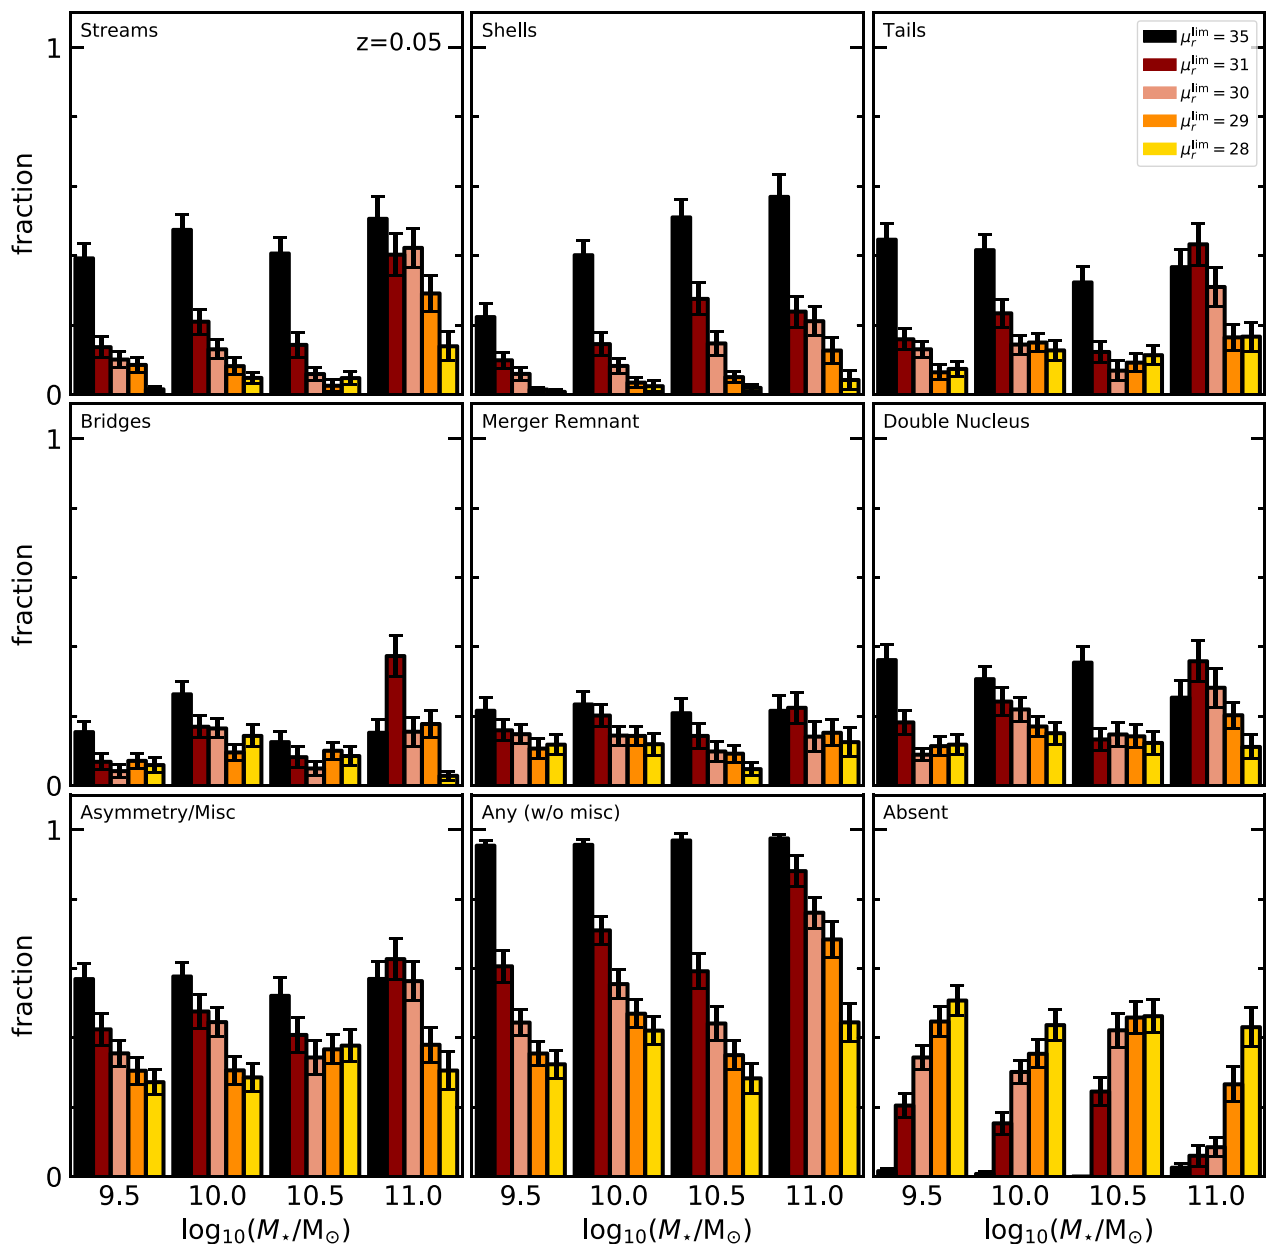 Streams
z=0.05
Shells
Tails
μ_r^lim = 35
μ_r^lim = 31
μ_r^lim = 30
μ_r^lim = 29
μ_r^lim = 28
1
fraction
0
Bridges
Merger Remnant
Double Nucleus
1
fraction
0
Asymmetry/Misc
Any (w/o misc)
Absent
1
fraction
0
9.5 10.0 10.5 11.0
9.5 10.0 10.5 11.0
9.5 10.0 10.5 11.0
log₁₀(M⋆/M⊙)
log₁₀(M⋆/M⊙)
log₁₀(M⋆/M⊙)